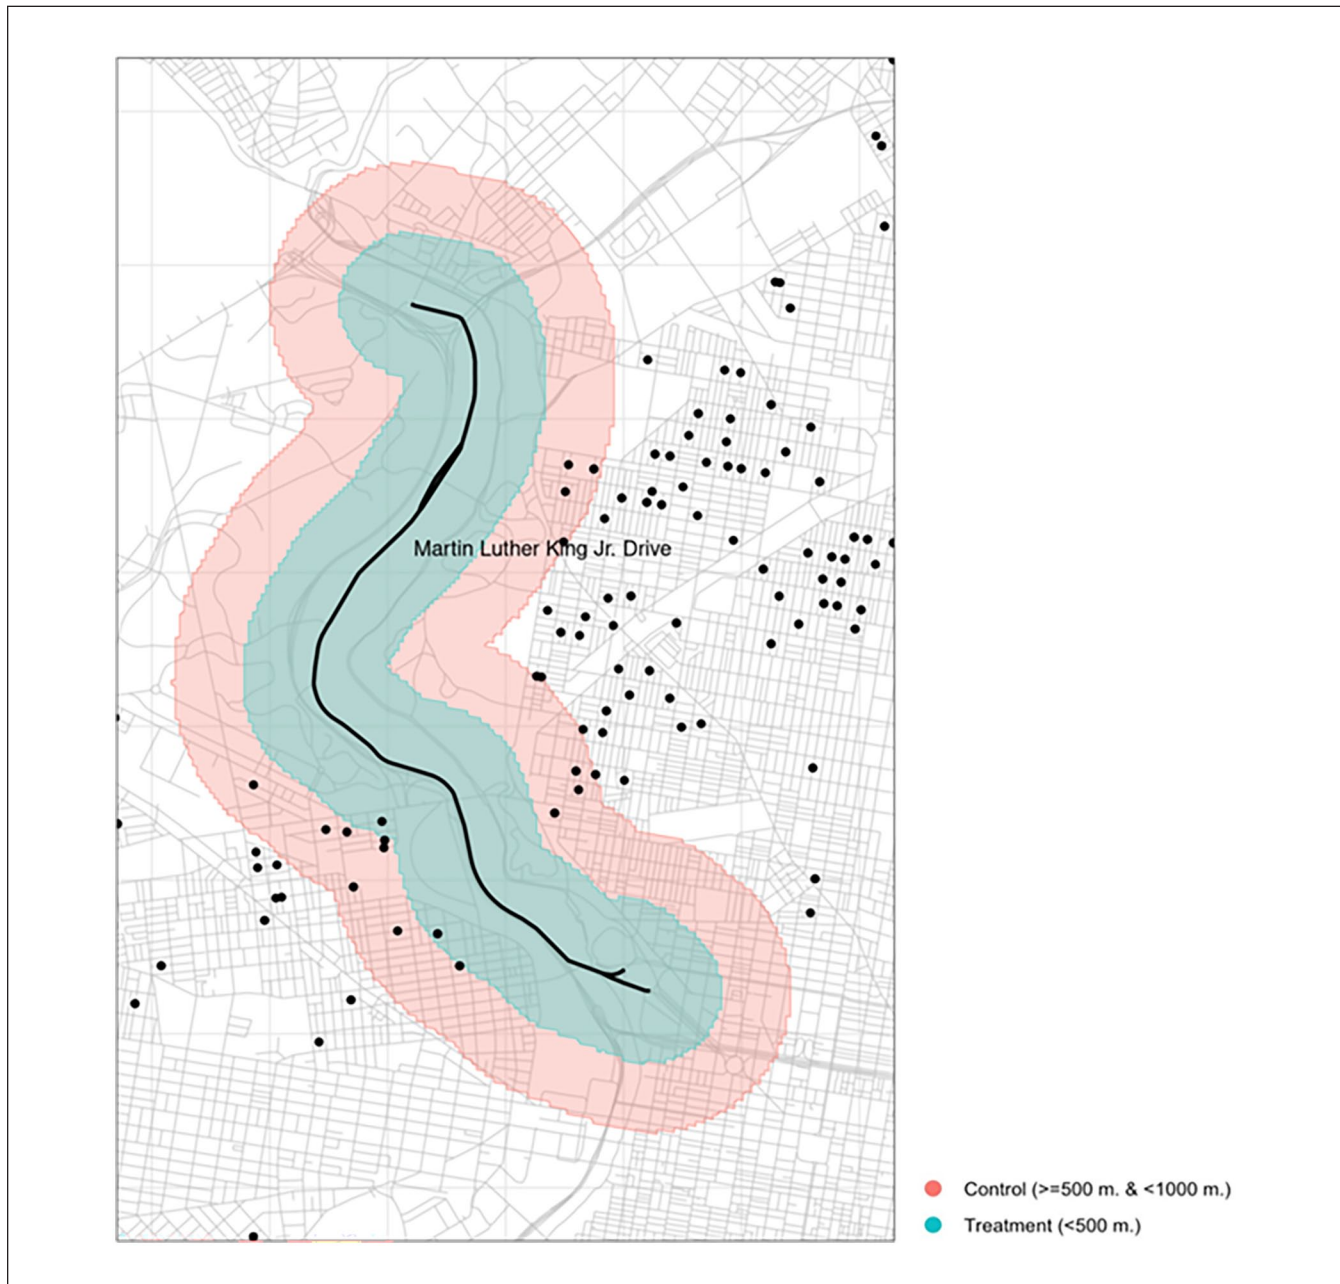 Martin Luther King Jr. Drive
Control (>=500 m. & <1000 m.)
Treatment (<500 m.)